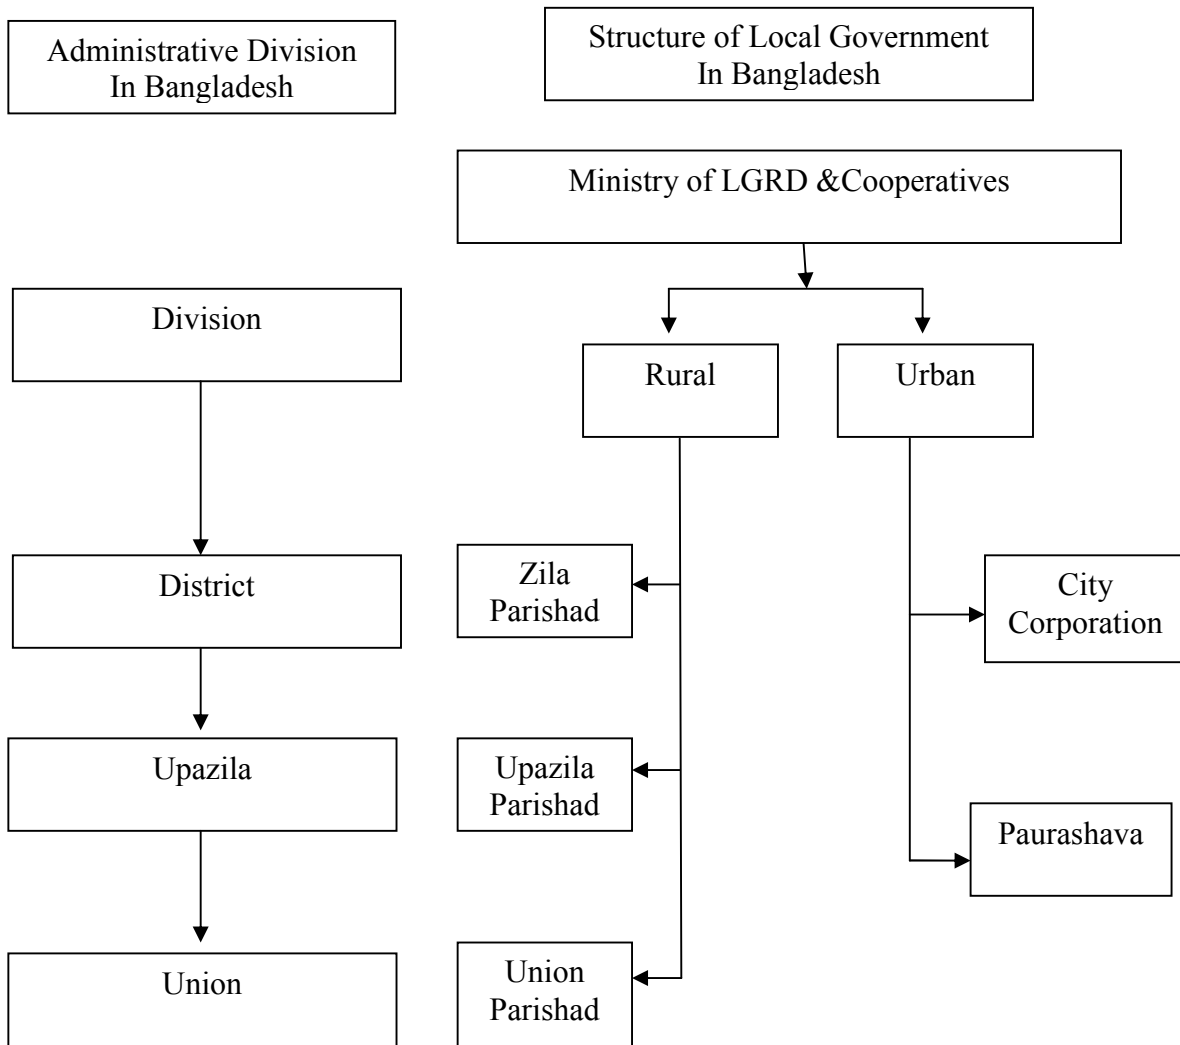 Administrative Division
In Bangladesh
Structure of Local Government
In Bangladesh
Ministry of LGRD &Cooperatives
Division
Rural
Urban
District
Zila
Parishad
City
Corporation
Upazila
Upazila
Parishad
Paurashava
Union
Union
Parishad